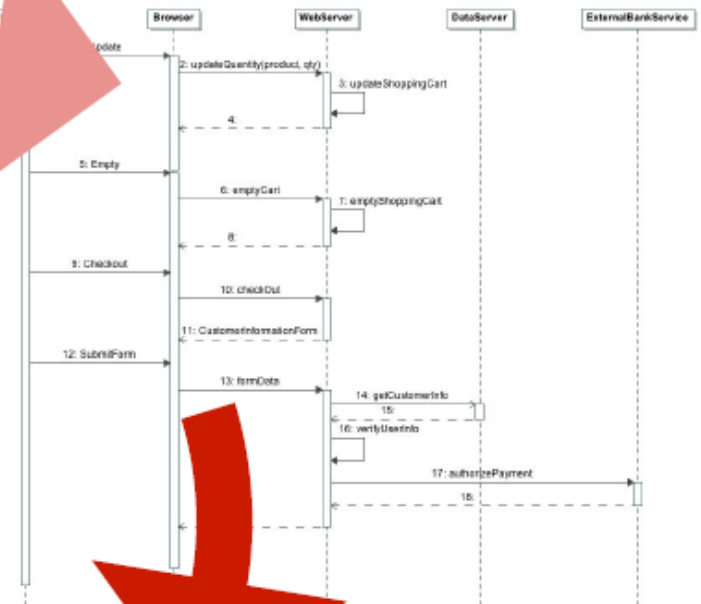 Browser
WebServer
DataServer
ExternalBankService
2: updateQuantity(product, qty)
3: updateShoppingCart
4:
5: Empty
6: emptyCart
7: emptyShoppingCart
8:
9: Checkout
10: checkOut
11: CustomerInformationForm
12: SubmitForm
13: formData
14: getCustomerInfo
15:
16: verifyUserInfo
17: authorizePayment
18: